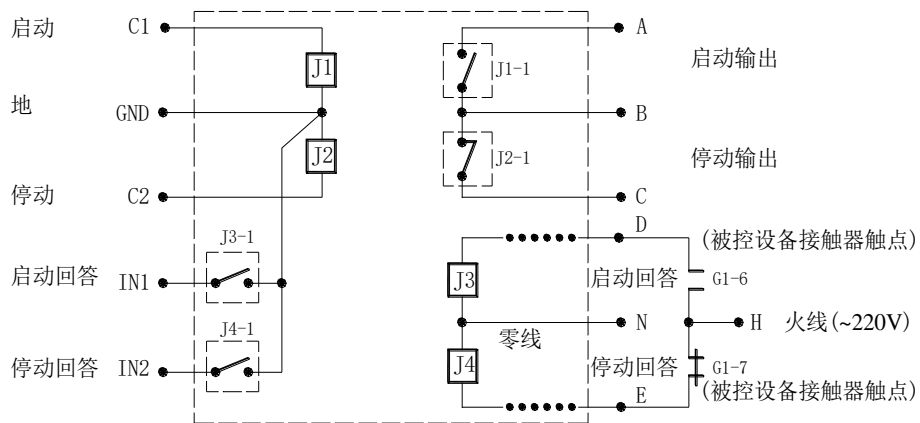 启动 C1
J1
A
J1-1
启动输出
地 GND
B
J2
J2-1
停动输出
停动 C2
C
D
(被控设备接触器触点)
J3-1
启动回答 IN1
J3
启动回答
G1-6
N
H 火线(~220V)
零线
J4-1
停动回答 IN2
J4
停动回答
G1-7
(被控设备接触器触点)
E